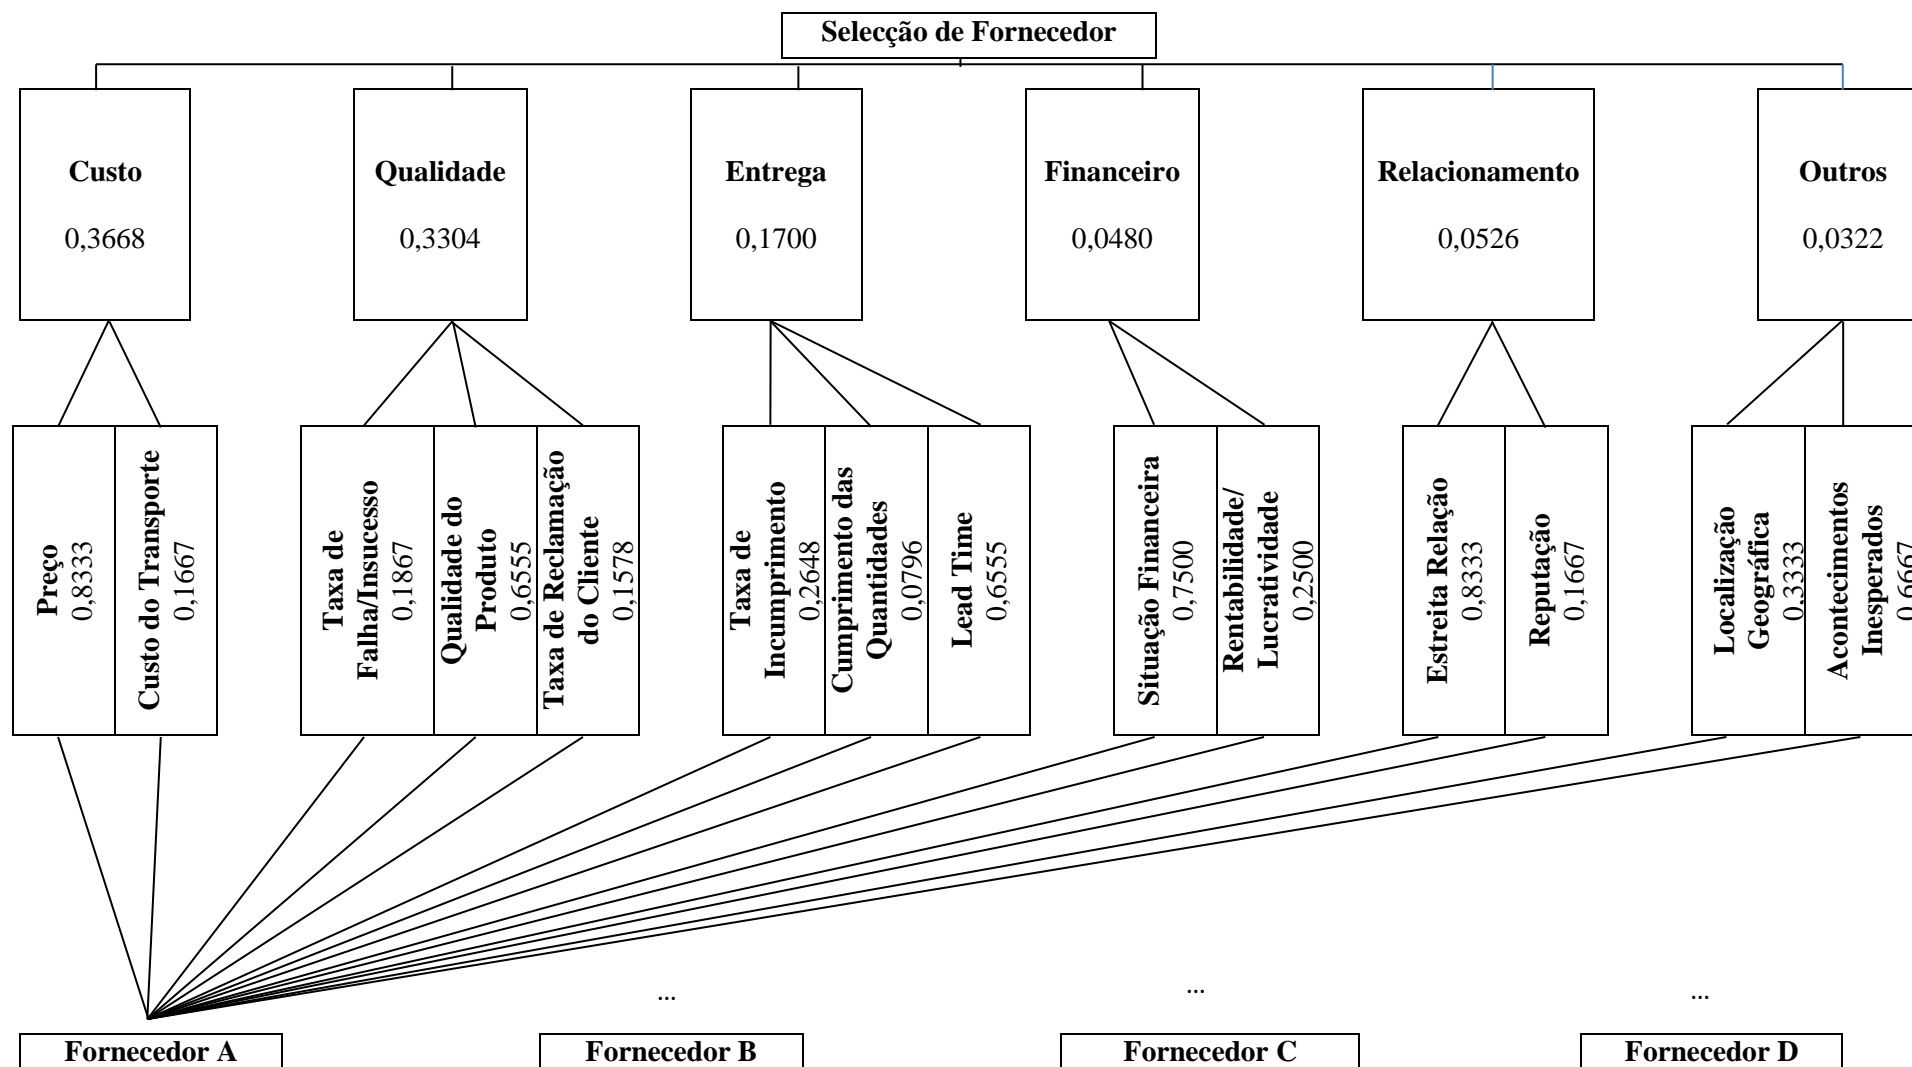 Selecção de Fornecedor
Custo
0,3668
Qualidade
0,3304
Entrega
0,1700
Financeiro
0,0480
Relacionamento
0,0526
Outros
0,0322
Preço
0,8333
Custo do Transporte
0,1667
Taxa de
Falha/Insucesso
0,1867
Qualidade do
Produto
0,6555
Taxa de Reclamação
do Cliente
0,1578
Taxa de
Incumprimento
0,2648
Cumprimento das
Quantidades
0,0796
Lead Time
0,6555
Situação Financeira
0,7500
Rentabilidade/
Lucratividade
0,2500
Estreita Relação
0,8333
Reputação
0,1667
Localização
Geográfica
0,3333
Acontecimentos
Inesperados
0,6667
...
...
...
Fornecedor A
Fornecedor B
Fornecedor C
Fornecedor D